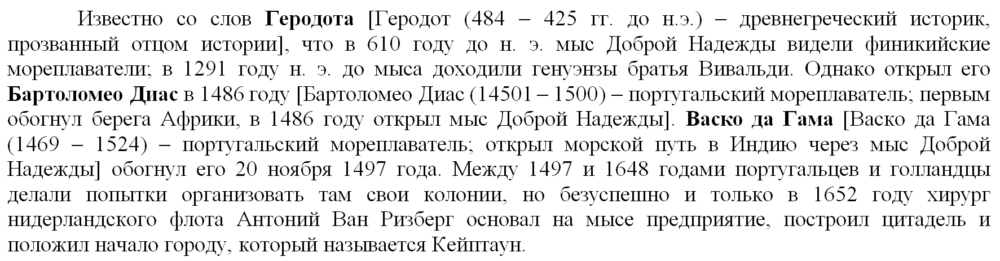 Известно со слов Геродота [Геродот (484 – 425 гг. до н.э.) – древнегреческий историк,
прозванный отцом истории], что в 610 году до н. э. мыс Доброй Надежды видели финикийские
мореплаватели; в 1291 году н. э. до мыса доходили генуэнзы братья Вивальди. Однако открыл его
Бартоломео Диас в 1486 году [Бартоломео Диас (14501 – 1500) – португальский мореплаватель; первым
обогнул берега Африки, в 1486 году открыл мыс Доброй Надежды]. Васко да Гама [Васко да Гама
(1469 – 1524) – португальский мореплаватель; открыл морской путь в Индию через мыс Доброй
Надежды] обогнул его 20 ноября 1497 года. Между 1497 и 1648 годами португальцев и голландцы
делали попытки организовать там свои колонии, но безуспешно и только в 1652 году хирург
нидерландского флота Антоний Ван Ризберг основал на мысе предприятие, построил цитадель и
положил начало городу, который называется Кейптаун.